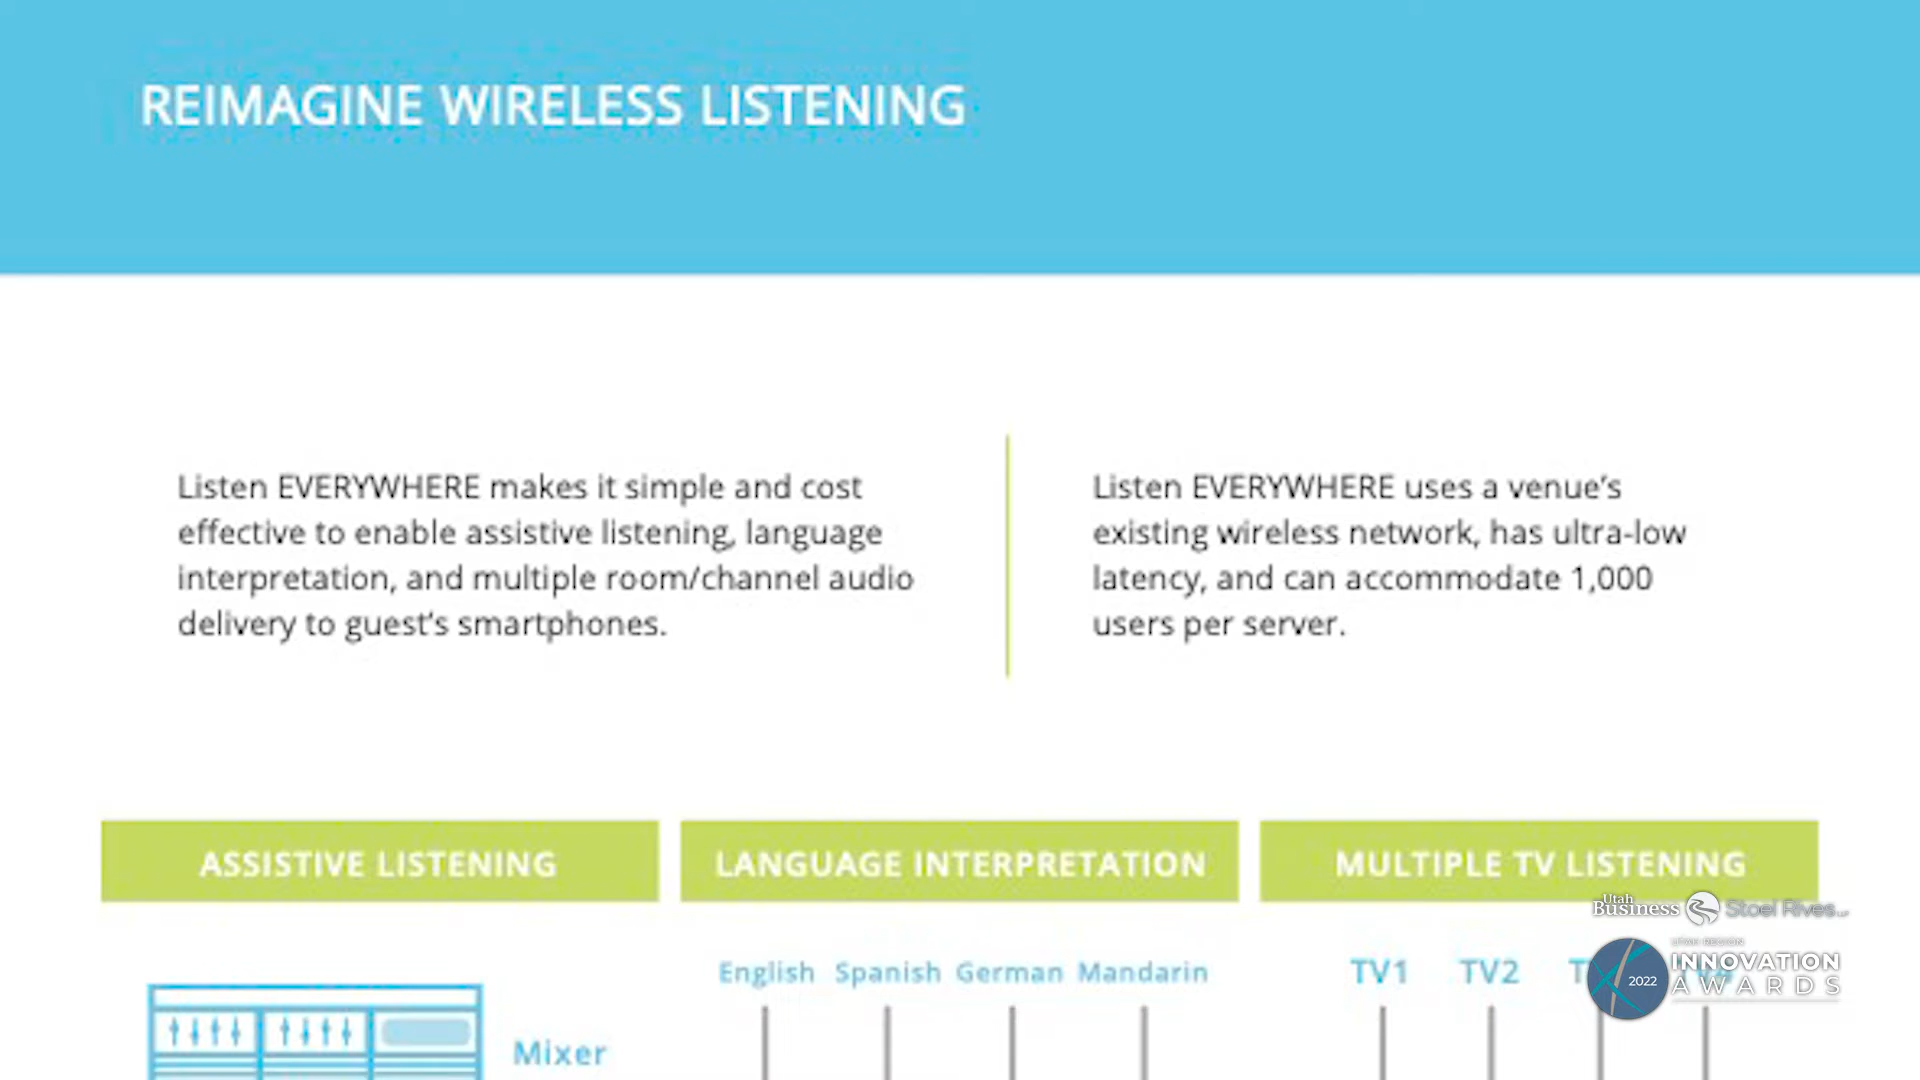 REIMAGINE WIRELESS LISTENING
Listen EVERYWHERE makes it simple and cost
effective to enable assistive listening, language
interpretation, and multiple room/channel audio
delivery to guest's smartphones.
Listen EVERYWHERE uses a venue's
existing wireless network, has ultra-low
latency, and can accommodate 1,000
users per server.
ASSISTIVE LISTENING
LANGUAGE INTERPRETATION
MULTIPLE TV LISTENING
English Spanish German Mandarin
TV1 TV2
Mixer
Utah
Business Stoel Rives LLP
UTAH REGION
INNOVATION
2022 AWARDS